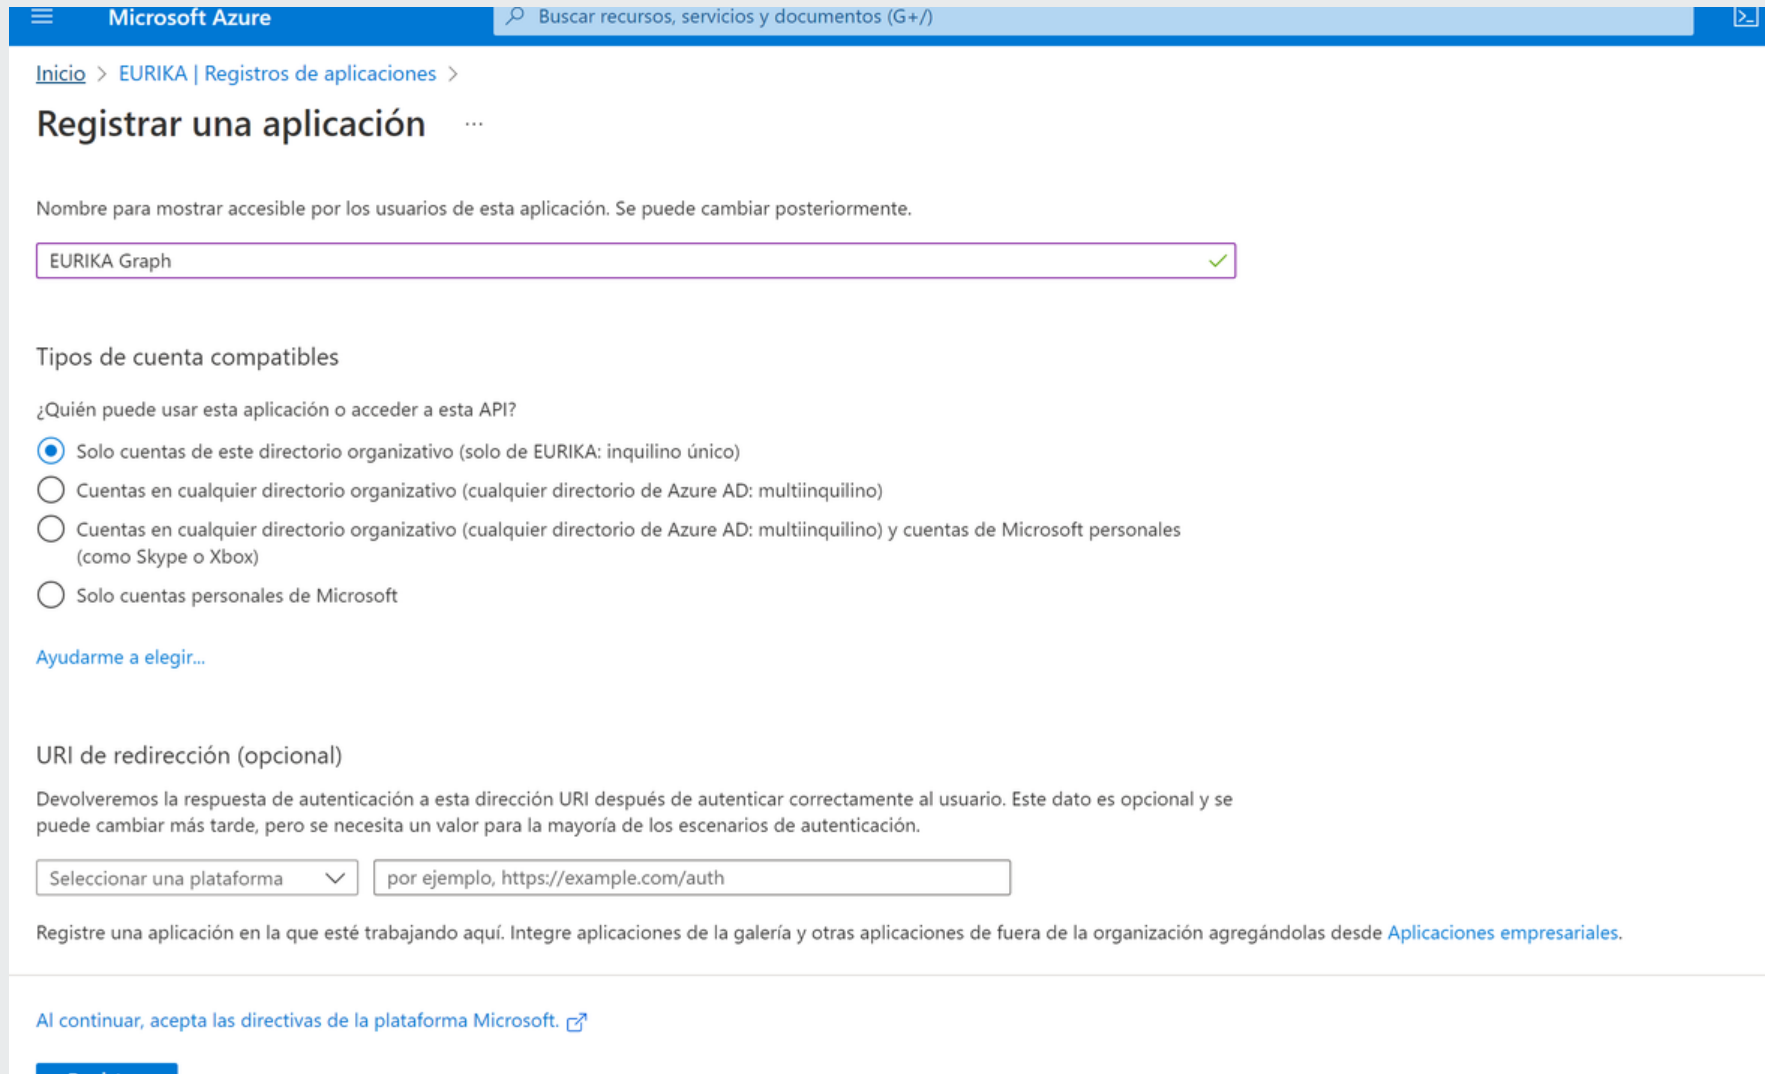 Microsoft Azure
Buscar recursos, servicios y documentos (G+/)
Inicio > EURIKA | Registros de aplicaciones >
Registrar una aplicación ...
Nombre para mostrar accesible por los usuarios de esta aplicación. Se puede cambiar posteriormente.
EURIKA Graph
Tipos de cuenta compatibles
¿Quién puede usar esta aplicación o acceder a esta API?
Solo cuentas de este directorio organizativo (solo de EURIKA: inquilino único)
Cuentas en cualquier directorio organizativo (cualquier directorio de Azure AD: multiinquilino)
Cuentas en cualquier directorio organizativo (cualquier directorio de Azure AD: multiinquilino) y cuentas de Microsoft personales
(como Skype o Xbox)
Solo cuentas personales de Microsoft
Ayudarme a elegir...
URI de redirección (opcional)
Devolveremos la respuesta de autenticación a esta dirección URI después de autenticar correctamente al usuario. Este dato es opcional y se
puede cambiar más tarde, pero se necesita un valor para la mayoría de los escenarios de autenticación.
Seleccionar una plataforma
por ejemplo, https://example.com/auth
Registre una aplicación en la que esté trabajando aquí. Integre aplicaciones de la galería y otras aplicaciones de fuera de la organización agregándolas desde Aplicaciones empresariales.
Al continuar, acepta las directivas de la plataforma Microsoft.